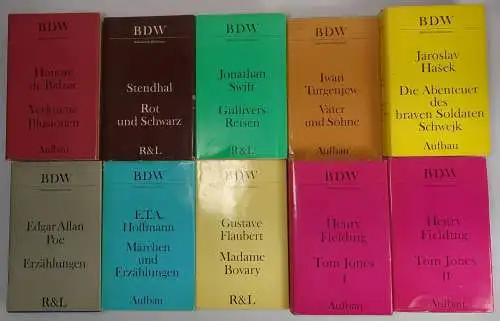 BDW
Honoré
de Balzac
Verlorene
Illusionen
Aufbau
BDW
Stendhal
Rot
und Schwarz
R&L
BDW
Jonathan
Swift
Gullivers
Reisen
R&L
BDW
Iwan
Turgenjew
Väter
und Söhne
Aufbau
BDW
Jaroslav
Hašek
Die Abenteuer
des
braven Soldaten
Schwejk
Aufbau
BDW
Edgar Allan
Poe
Erzählungen
R&L
BDW
E.T.A.
Hoffmann
Märchen
und
Erzählungen
Aufbau
BDW
Gustave
Flaubert
Madame
Bovary
R&L
BDW
Henry
Fielding
Tom Jones
I
Aufbau
BDW
Henry
Fielding
Tom Jones
II
Aufbau